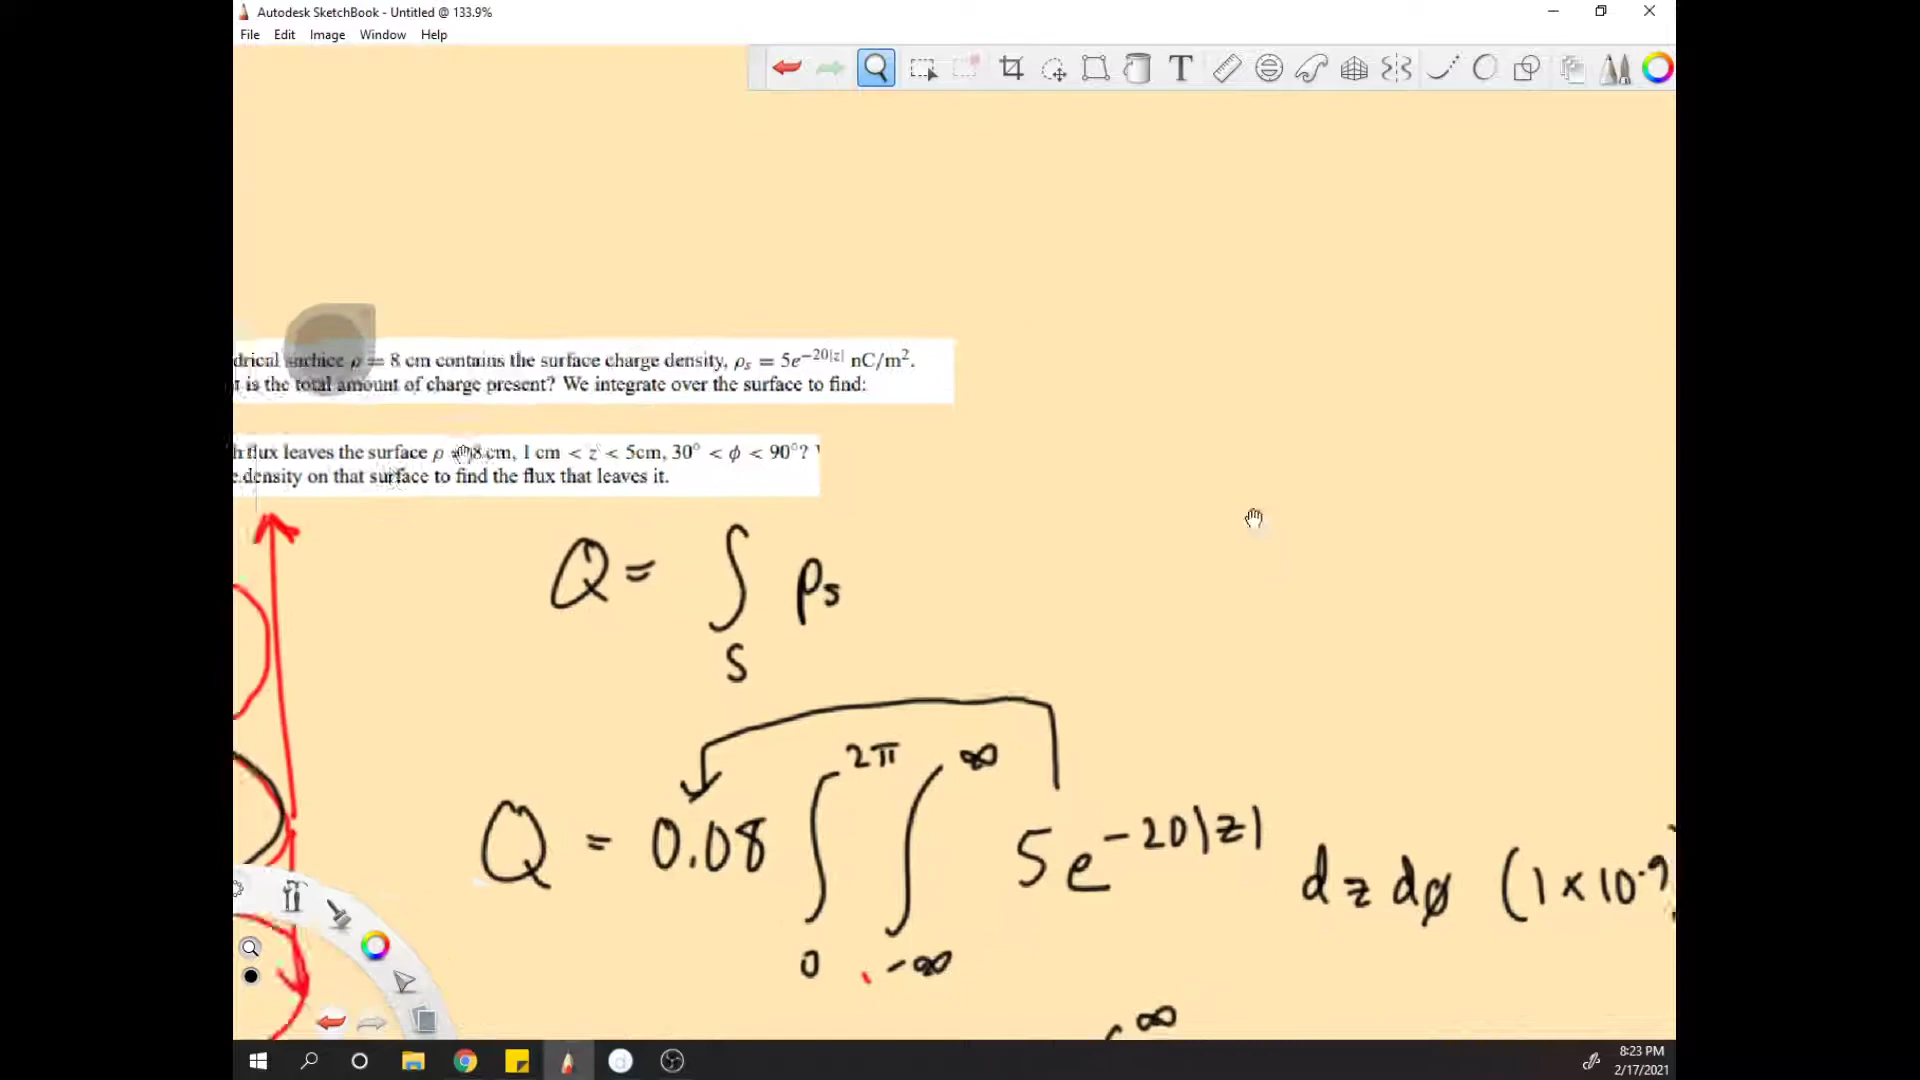 Autodesk SketchBook - Untitled @ 133.9%
File Edit Image Window Help
drical ρ = 8 cm contains the surface charge density, ρs = 5e−20|z| nC/m2.
is the total amount of charge present? We integrate over the surface to find:
flux leaves the surface ρ 8 cm, 1 cm < z < 5cm, 30° < ϕ < 90°?
density on that surface to find the flux that leaves it.
Q = ∫ ρs
S
2π ∞
Q = 0.08 ∫ ∫ 5e−20|z| dz dϕ (1 x 10-9
0 -∞
∞
8:23 PM
2/17/2021